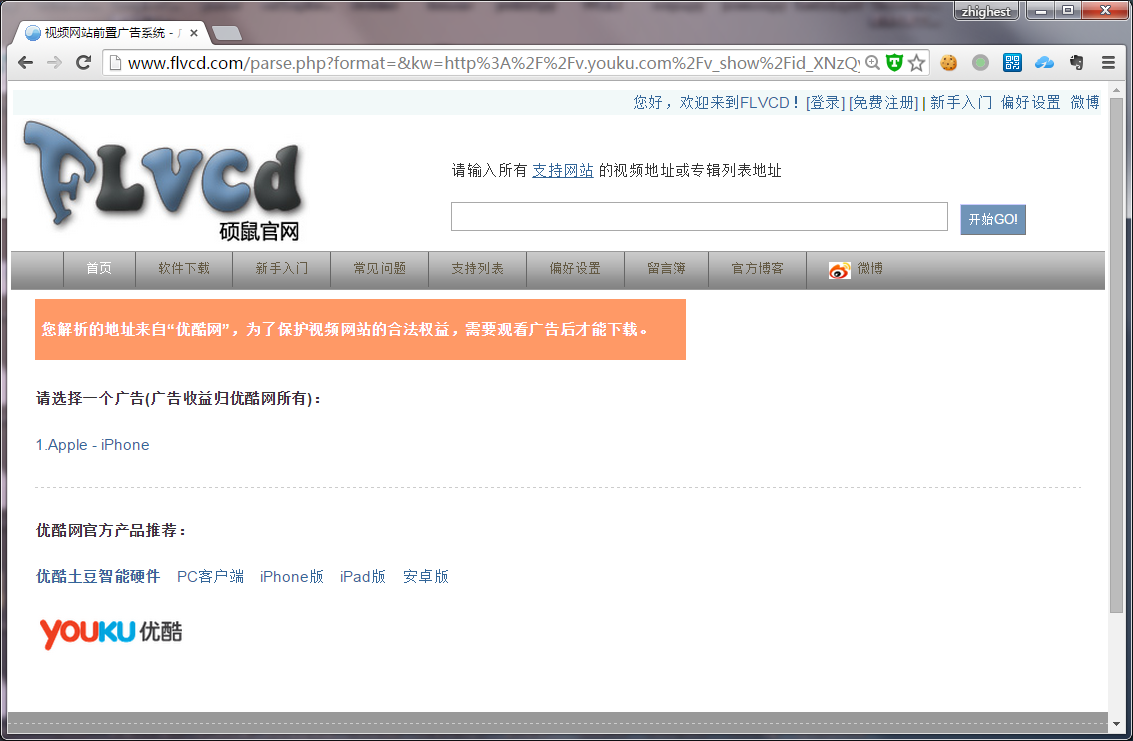 zhighest
视频网站前置广告系统 -
www.flvcd.com/parse.php?format=&kw=http%3A%2F%2Fv.youku.com%2Fv_show%2Fid_XNzQ
您好，欢迎来到FLVCD！[登录] [免费注册] | 新手入门 偏好设置 微博
FLVCD
硕鼠官网
请输入所有 支持网站 的视频地址或专辑列表地址
开始GO!
首页 软件下载 新手入门 常见问题 支持列表 偏好设置 留言簿 官方博客 微博
您解析的地址来自“优酷网”，为了保护视频网站的合法权益，需要观看广告后才能下载。
请选择一个广告(广告收益归优酷网所有)：
1.Apple - iPhone
优酷网官方产品推荐：
优酷土豆智能硬件 PC客户端 iPhone版 iPad版 安卓版
YOUKU 优酷